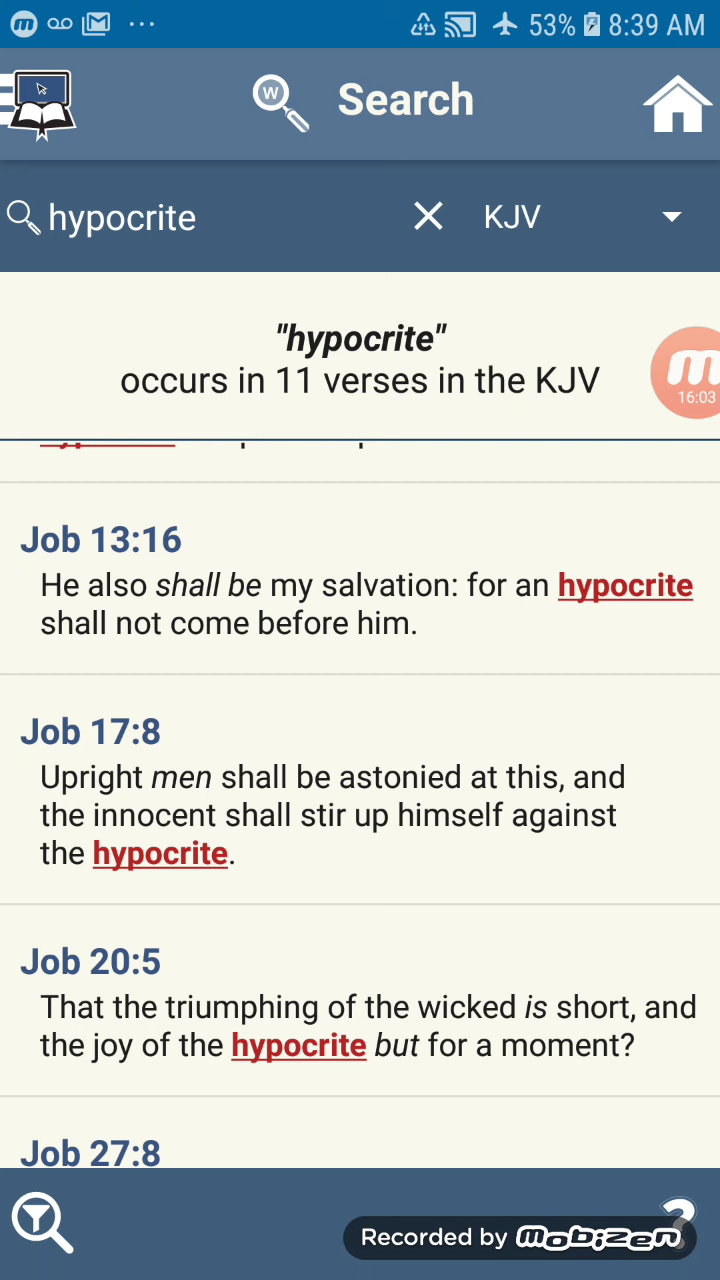 53% 8:39 AM
W
Search
hypocrite
KJV
"hypocrite"
occurs in 11 verses in the KJV
16:03
Job 13:16
He also shall be my salvation: for an hypocrite
shall not come before him.
Job 17:8
Upright men shall be astonied at this, and
the innocent shall stir up himself against
the hypocrite.
Job 20:5
That the triumphing of the wicked is short, and
the joy of the hypocrite but for a moment?
Job 27:8
?
Recorded by mobizen